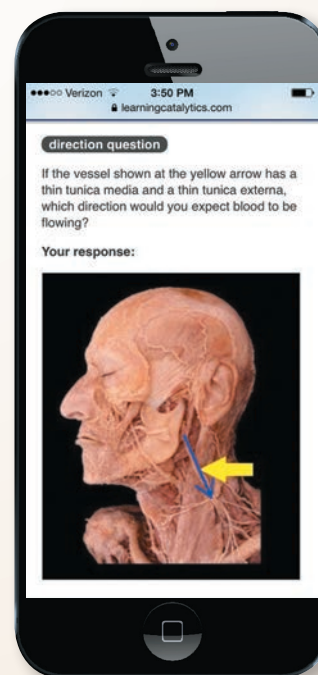 Verizon 3:50 PM
learningcatalytics.com
direction question
If the vessel shown at the yellow arrow has a
thin tunica media and a thin tunica externa,
which direction would you expect blood to be
flowing?
Your response: